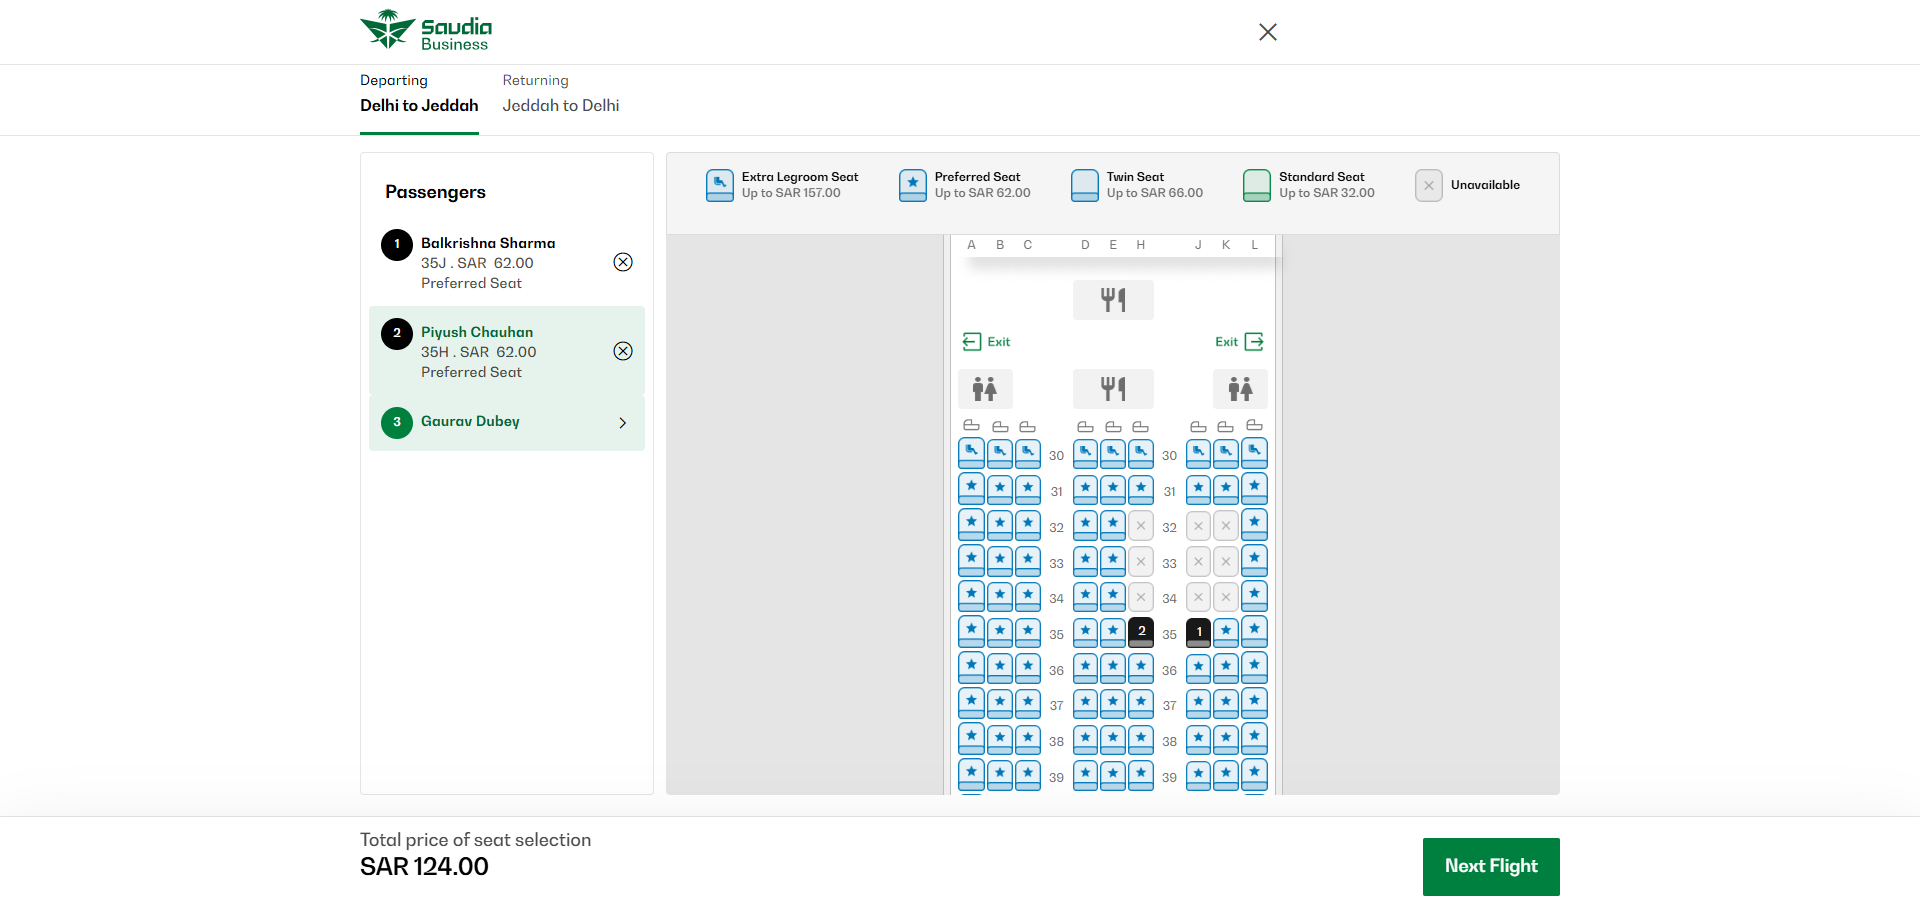 Saudia
Business
Departing
Delhi to Jeddah
Returning
Jeddah to Delhi
Passengers
1
Balkrishna Sharma
35J . SAR 62.00
Preferred Seat
2
Piyush Chauhan
35H . SAR 62.00
Preferred Seat
3
Gaurav Dubey
Extra Legroom Seat
Up to SAR 157.00
Preferred Seat
Up to SAR 62.00
Twin Seat
Up to SAR 66.00
Standard Seat
Up to SAR 32.00
Unavailable
A B C D E H J K L
Exit Exit
30 30
31 31
32 32
33 33
34 34
35 2 35 1
36 36
37 37
38 38
39 39
Total price of seat selection
SAR 124.00
Next Flight